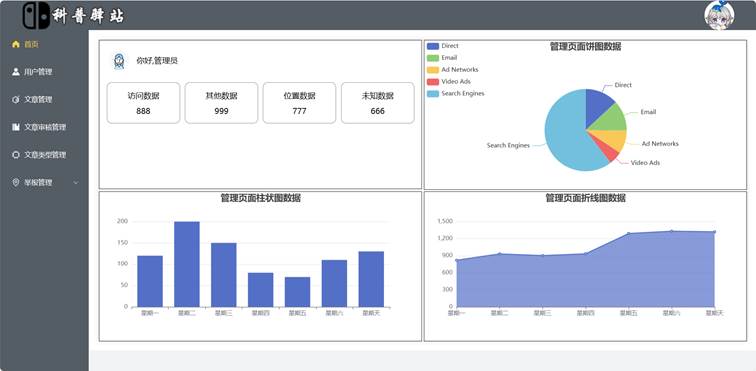 科普驿站
首页
用户管理
文章管理
文章审核管理
文章类型管理
举报管理
你好,管理员
访问数据
888
其他数据
999
位置数据
777
未知数据
666
管理页面饼图数据
Direct
Email
Ad Networks
Video Ads
Search Engines
Direct
Email
Ad Networks
Video Ads
Search Engines
管理页面柱状图数据
200
150
100
50
0
星期一 星期二 星期三 星期四 星期五 星期六 星期天
管理页面折线图数据
1,500
1,200
900
600
300
0
星期一 星期二 星期三 星期四 星期五 星期六 星期天